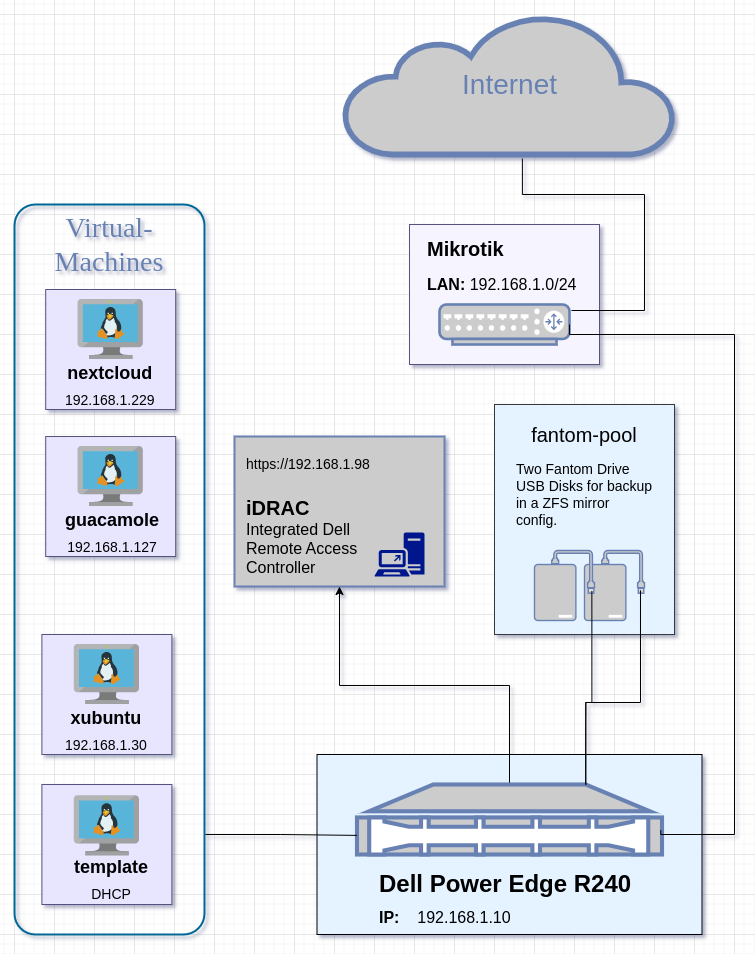 Internet
Virtual-
Machines
nextcloud
192.168.1.229
guacamole
192.168.1.127
xubuntu
192.168.1.30
template
DHCP
Mikrotik
LAN: 192.168.1.0/24
https://192.168.1.98
iDRAC
Integrated Dell
Remote Access
Controller
fantom-pool
Two Fantom Drive
USB Disks for backup
in a ZFS mirror
config.
Dell Power Edge R240
IP: 192.168.1.10